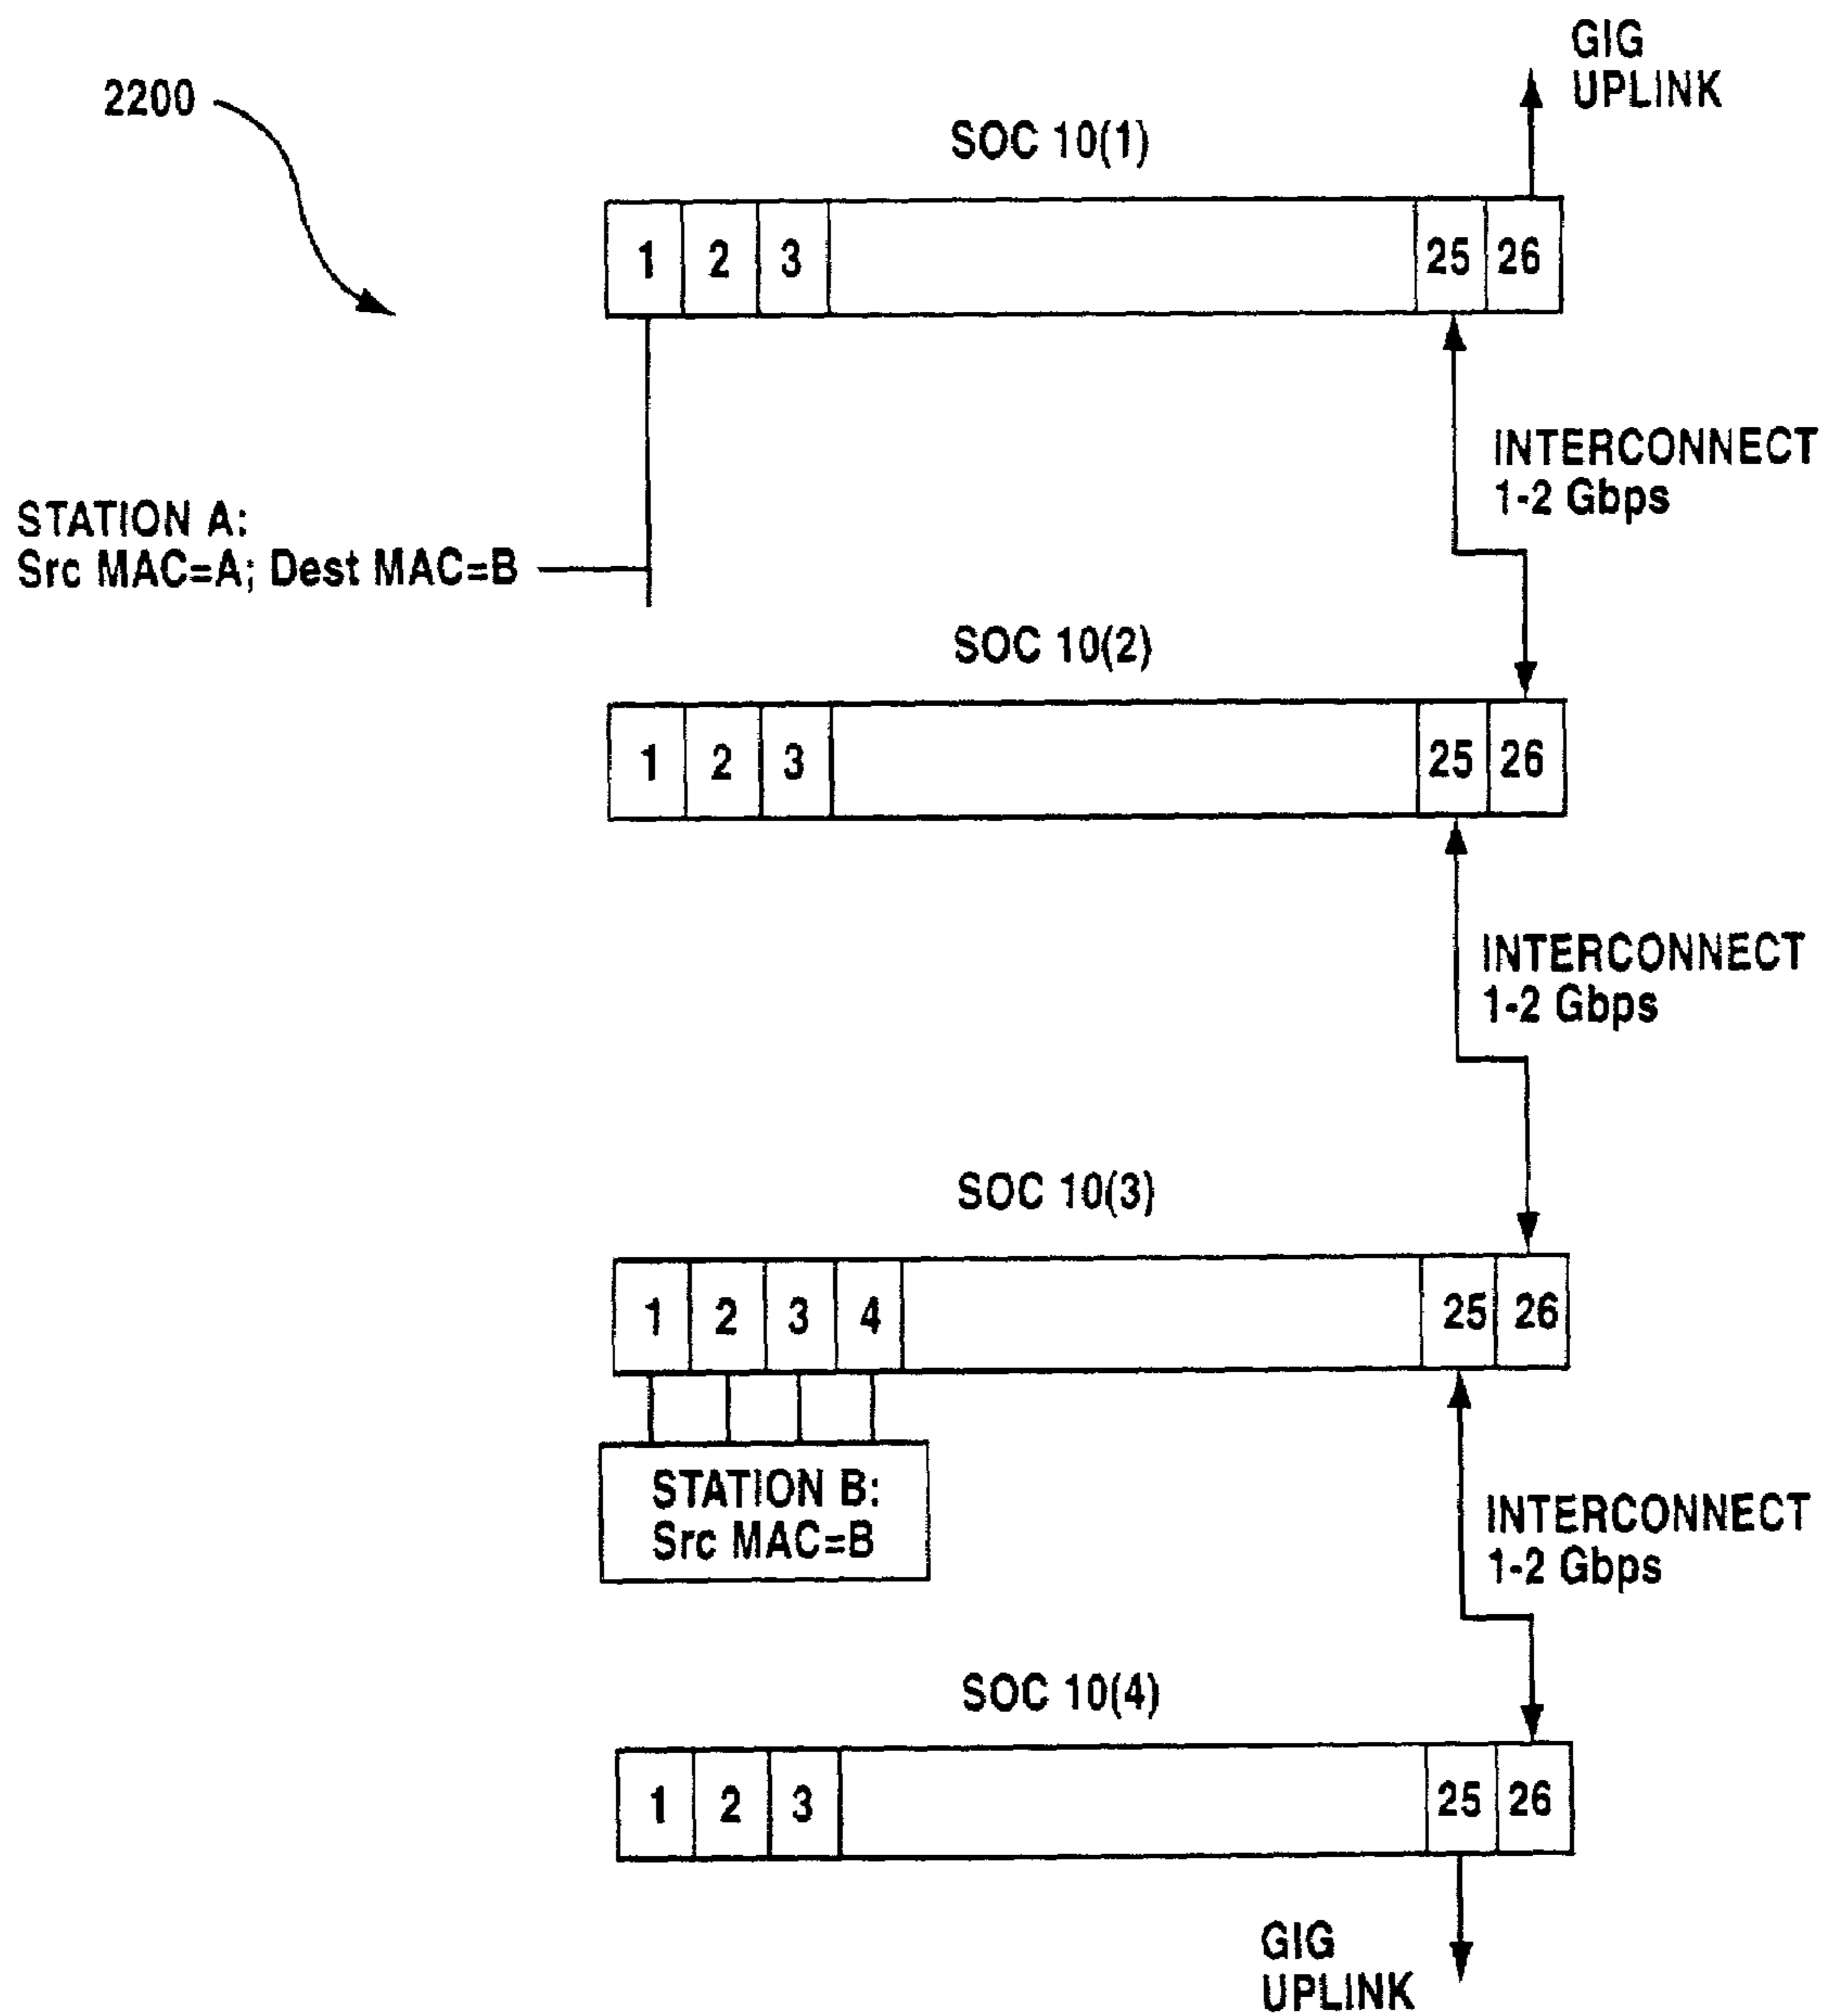 GIG
UPLINK
2200
SOC 10(1)
1 2 3 25 26
INTERCONNECT
1-2 Gbps
STATION A:
Src MAC=A; Dest MAC=B
SOC 10(2)
1 2 3 25 26
INTERCONNECT
1-2 Gbps
SOC 10(3)
1 2 3 4 25 26
STATION B:
Src MAC=B
INTERCONNECT
1-2 Gbps
SOC 10(4)
1 2 3 25 26
GIG
UPLINK